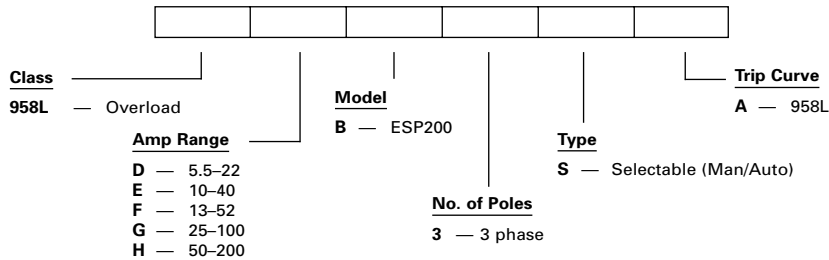 Class
958L — Overload
Amp Range
D — 5.5–22
E — 10–40
F — 13–52
G — 25–100
H — 50–200
Model
B — ESP200
No. of Poles
3 — 3 phase
Type
S — Selectable (Man/Auto)
Trip Curve
A — 958L